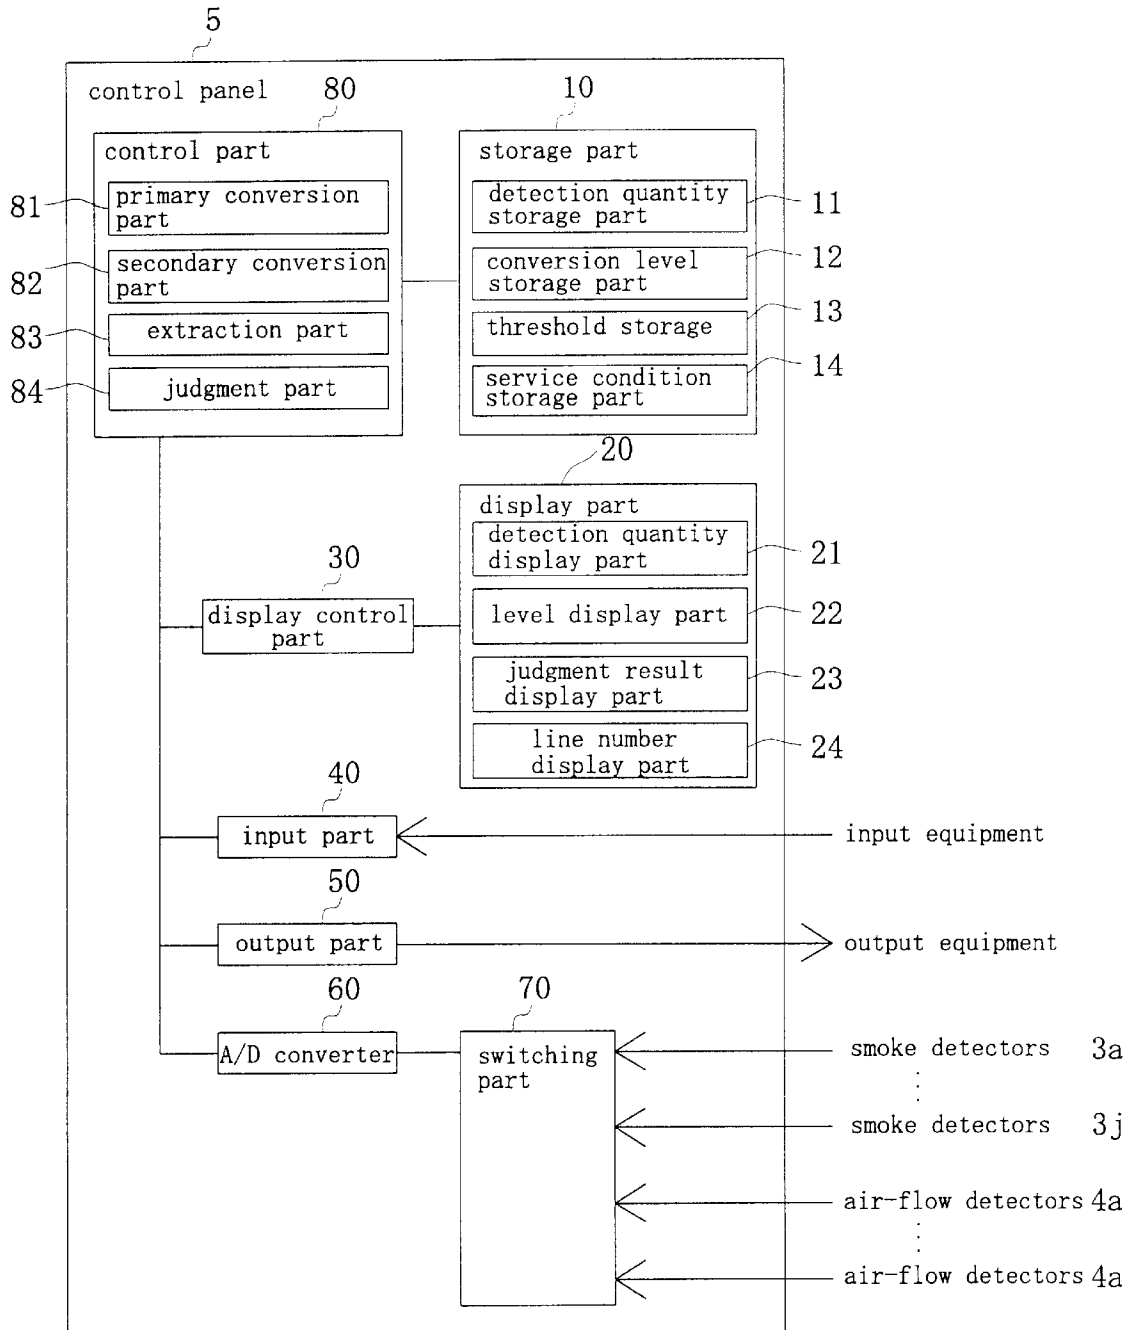 5
control panel
80
10
control part
storage part
81
primary conversion
part
detection quantity
storage part
11
82
secondary conversion
part
conversion level
storage part
12
83
extraction part
threshold storage
13
84
judgment part
service condition
storage part
14
20
display part
detection quantity
display part
21
30
display control
part
level display part
22
judgment result
display part
23
line number
display part
24
40
input part
input equipment
50
output part
output equipment
60
A/D converter
70
switching
part
smoke detectors 3a
smoke detectors 3j
air-flow detectors 4a
air-flow detectors 4a